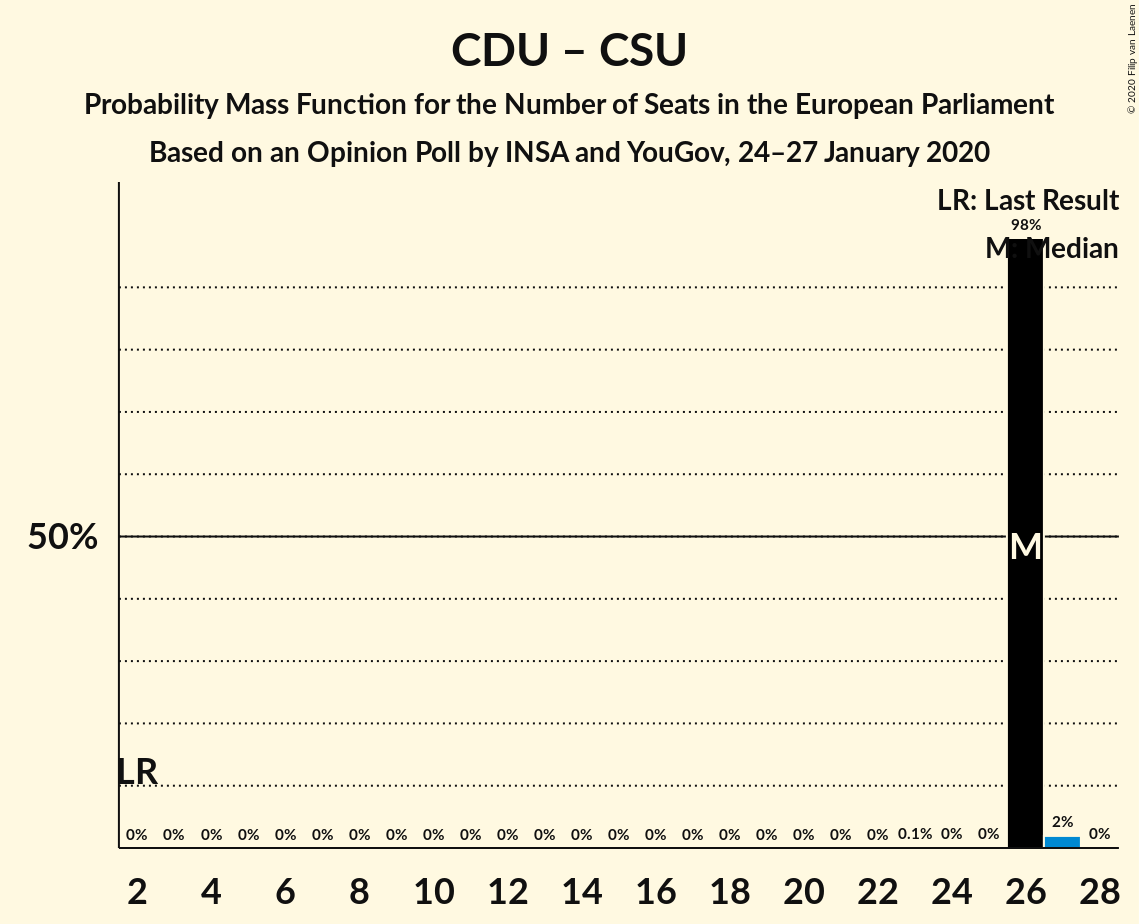 CDU – CSU
Probability Mass Function for the Number of Seats in the European Parliament
Based on an Opinion Poll by INSA and YouGov, 24–27 January 2020
© 2020 Filip van Laenen
LR: Last Result
98%
M: Median
50%
M
LR
0% 0% 0% 0% 0% 0% 0% 0% 0% 0% 0% 0% 0% 0% 0% 0% 0% 0% 0% 0% 0% 0.1% 0% 0% 2% 0%
2 4 6 8 10 12 14 16 18 20 22 24 26 28